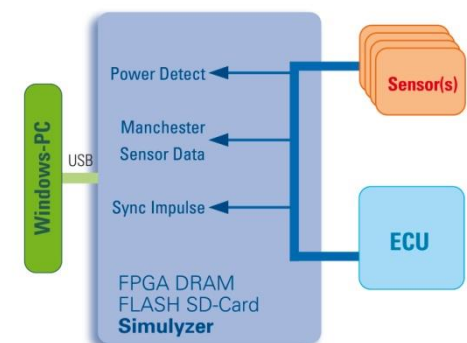 Windows-PC
USB
Power Detect
Manchester
Sensor Data
Sync Impulse
FPGA DRAM
FLASH SD-Card
Simulyzer
Sensor(s)
ECU